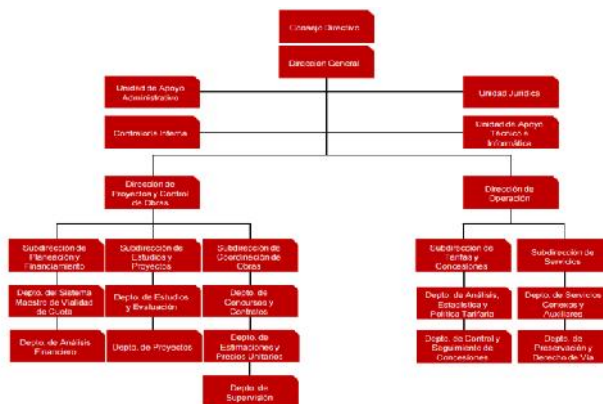 Consejo Directivo
Dirección General
Unidad de Apoyo
Administrativo
Unidad Jurídica
Contraloría Interna
Unidad de Apoyo
Técnico e
Informática
Dirección de
Proyectos y Control
de Obras
Dirección de
Operación
Subdirección de
Planeación y
Financiamiento
Subdirección de
Estudios y
Proyectos
Subdirección de
Coordinación de
Obras
Subdirección de
Tarifas y
Concesiones
Subdirección de
Servicios
Depto. del Sistema
Maestro de Vialidad
de Cuota
Depto. de Estudios
y Evaluación
Depto. de
Concursos y
Contratos
Depto. de Análisis,
Estadística y
Política Tarifaria
Depto. de Servicios
Conexos y
Auxiliares
Depto. de Análisis
Financiero
Depto. de Proyectos
Depto. de
Estimaciones y
Precios Unitarios
Depto. de Control y
Seguimiento de
Concesiones
Depto. de
Preservación y
Derecho de Vía
Depto. de
Supervisión